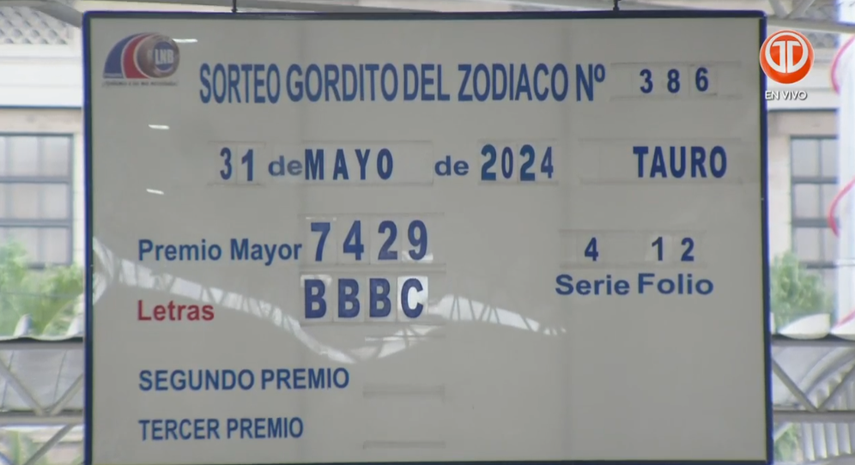 LNB
EN VIVO
SORTEO GORDITO DEL ZODIACO Nº 386
31 de MAYO de 2024 TAURO
Premio Mayor 7429 4 12
Serie Folio
Letras BBBC
SEGUNDO PREMIO
TERCER PREMIO